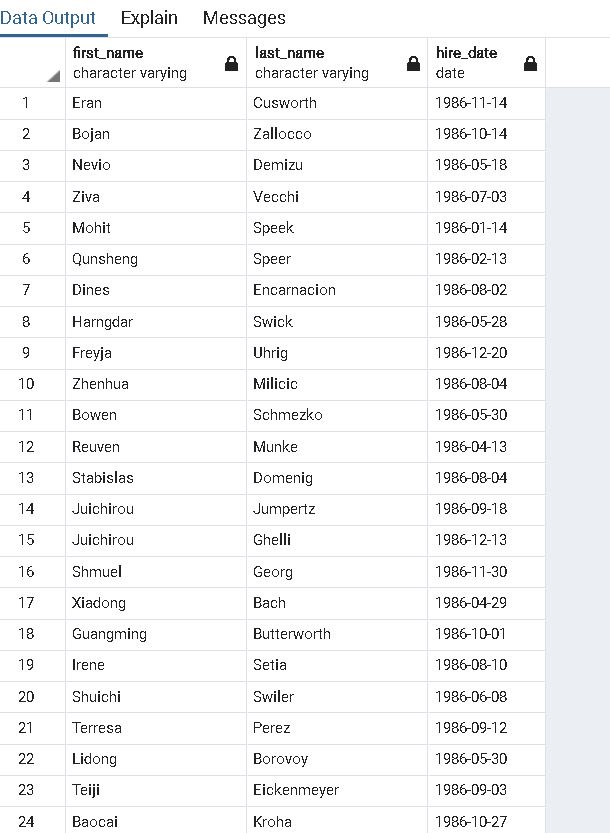 Data Output Explain Messages
first_name last_name hire_date
character varying character varying date
1 Eran Cusworth 1986-11-14
2 Bojan Zallocco 1986-10-14
3 Nevio Demizu 1986-05-18
4 Ziva Vecchi 1986-07-03
5 Mohit Speek 1986-01-14
6 Qunsheng Speer 1986-02-13
7 Dines Encarnacion 1986-08-02
8 Harngdar Swick 1986-05-28
9 Freyja Uhrig 1986-12-20
10 Zhenhua Milicic 1986-08-04
11 Bowen Schmezko 1986-05-30
12 Reuven Munke 1986-04-13
13 Stabislas Domenig 1986-08-04
14 Juichirou Jumpertz 1986-09-18
15 Juichirou Ghelli 1986-12-13
16 Shmuel Georg 1986-11-30
17 Xiadong Bach 1986-04-29
18 Guangming Butterworth 1986-10-01
19 Irene Setia 1986-08-10
20 Shuichi Swiler 1986-06-08
21 Terresa Perez 1986-09-12
22 Lidong Borovoy 1986-05-30
23 Teiji Eickenmeyer 1986-09-03
24 Baocai Kroha 1986-10-27